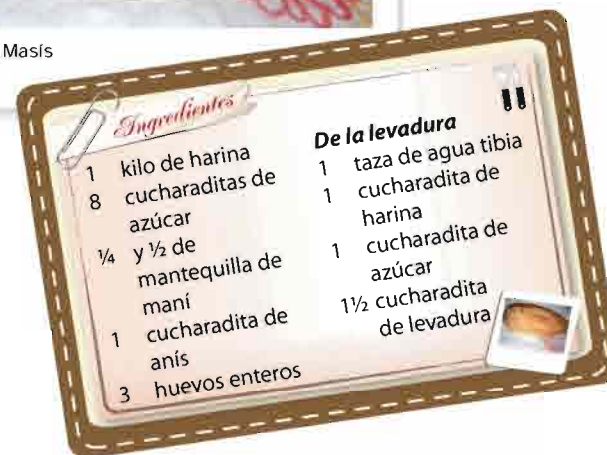 Masís
Ingredientes
1 kilo de harina
8 cucharaditas de
azúcar
¼ y ½ de
mantequilla de
maní
1 cucharadita de
anís
3 huevos enteros
De la levadura
1 taza de agua tibia
1 cucharadita de
harina
1 cucharadita de
azúcar
1½ cucharadita
de levadura